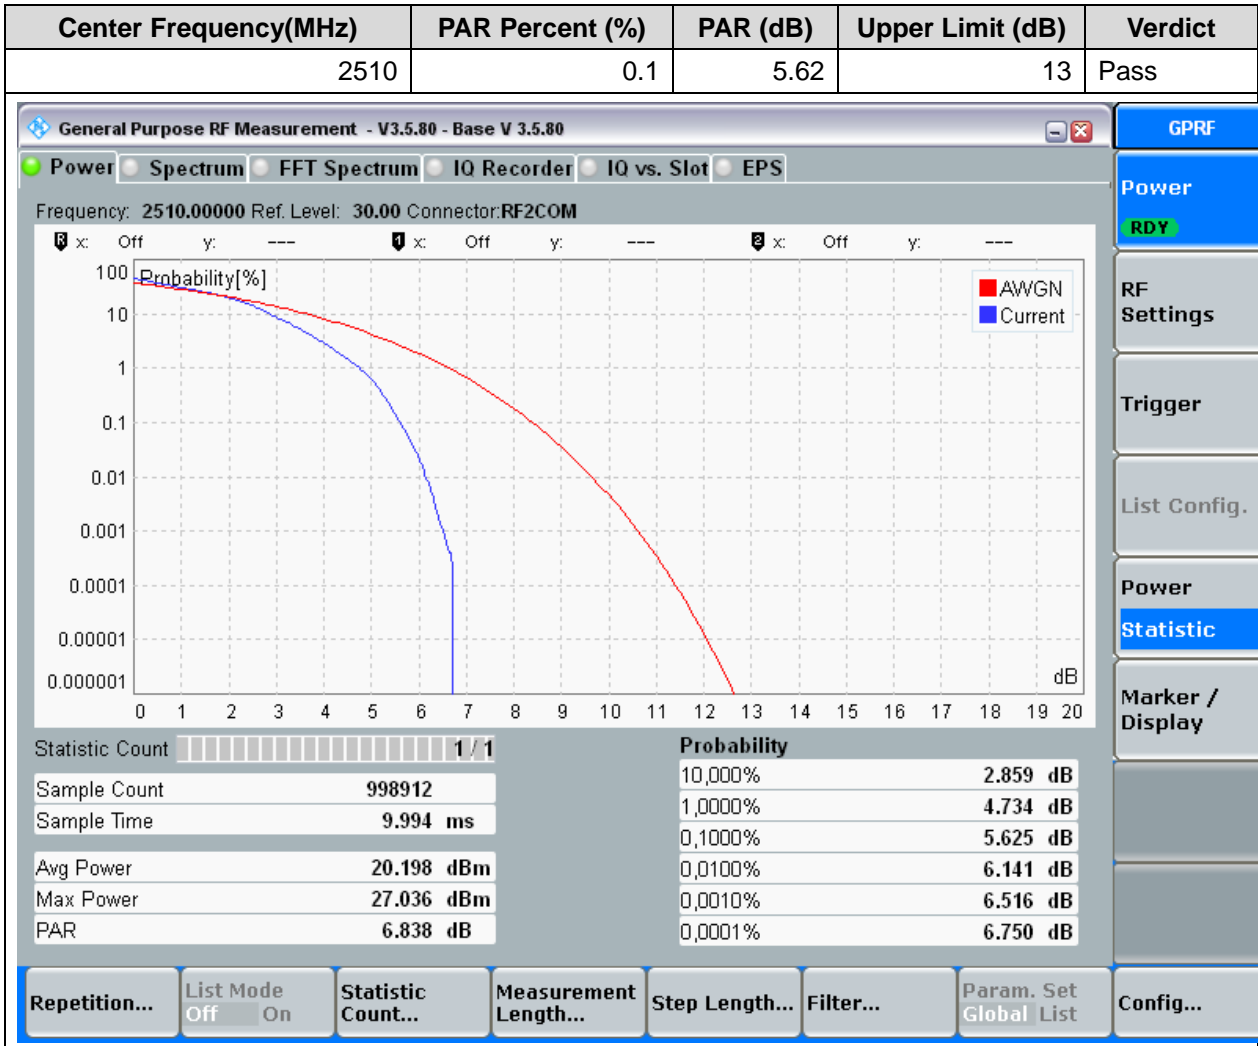 Center Frequency(MHz) PAR Percent (%) PAR (dB) Upper Limit (dB) Verdict
2510 0.1 5.62 13 Pass
General Purpose RF Measurement - V3.5.80 - Base V 3.5.80
GPRF
Power Spectrum FFT Spectrum IQ Recorder IQ vs. Slot EPS
Power
RDY
Frequency: 2510.00000 Ref. Level: 30.00 Connector:RF2COM
R x: Off y: --- 1 x: Off y: --- 2 x: Off y: ---
Probability[%]
AWGN
Current
100
10
1
0.1
0.01
0.001
0.0001
0.00001
0.000001
dB
0 1 2 3 4 5 6 7 8 9 10 11 12 13 14 15 16 17 18 19 20
RF
Settings
Trigger
List Config.
Power
Statistic
Marker /
Display
Statistic Count 1 / 1
Sample Count 998912
Sample Time 9.994 ms
Avg Power 20.198 dBm
Max Power 27.036 dBm
PAR 6.838 dB
Probability
10,000% 2.859 dB
1,0000% 4.734 dB
0,1000% 5.625 dB
0,0100% 6.141 dB
0,0010% 6.516 dB
0,0001% 6.750 dB
Repetition...
List Mode
Off On
Statistic
Count...
Measurement
Length...
Step Length...
Filter...
Param. Set
Global List
Config...